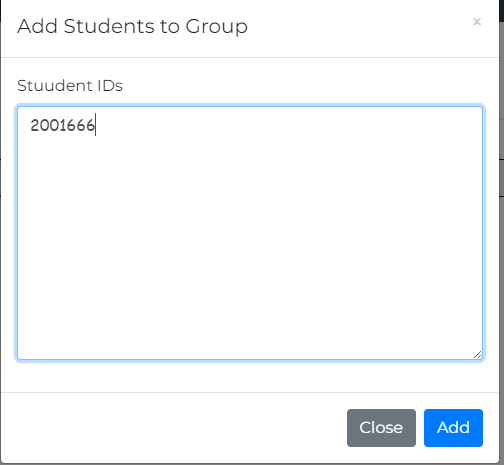 Add Students to Group ×
Stuudent IDs
2001666
Close Add